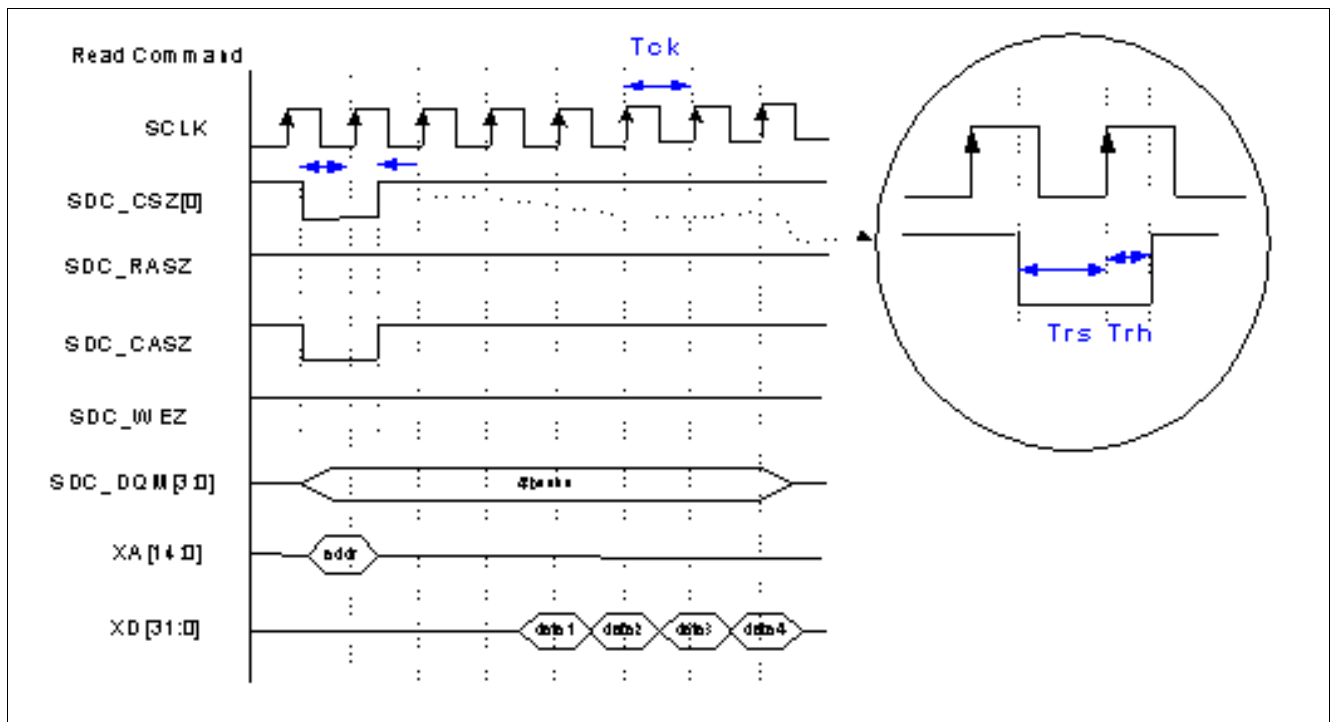 Read Command
Tck
SCLK
SDC_CSZ[0]
SDC_RASZ
SDC_CASZ
Trs Trh
SDC_WEZ
SDC_DQM[3:0]
XA[14:0]
addr
XD[31:0]
data1
data2
data3
data4